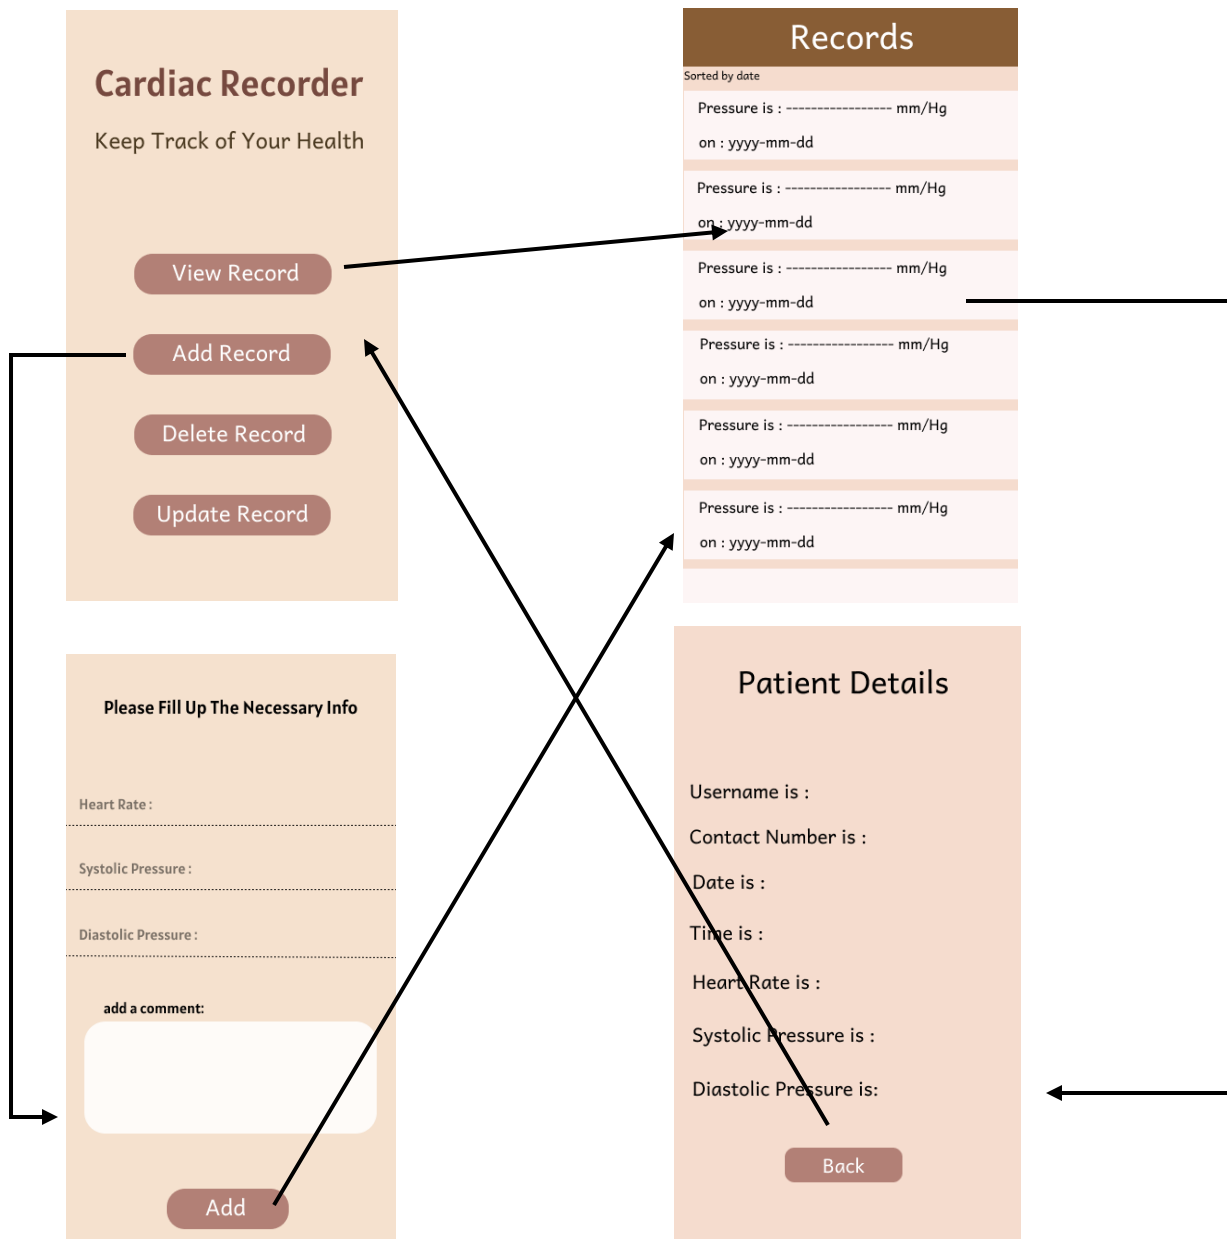 Cardiac Recorder
Keep Track of Your Health
View Record
Add Record
Delete Record
Update Record
Records
Sorted by date
Pressure is : ----------------- mm/Hg
on : yyyy-mm-dd
Pressure is : ----------------- mm/Hg
on : yyyy-mm-dd
Pressure is : ----------------- mm/Hg
on : yyyy-mm-dd
Pressure is : ----------------- mm/Hg
on : yyyy-mm-dd
Pressure is : ----------------- mm/Hg
on : yyyy-mm-dd
Pressure is : ----------------- mm/Hg
on : yyyy-mm-dd
Please Fill Up The Necessary Info
Heart Rate :
Systolic Pressure :
Diastolic Pressure :
add a comment:
Add
Patient Details
Username is :
Contact Number is :
Date is :
Time is :
Heart Rate is :
Systolic Pressure is :
Diastolic Pressure is:
Back